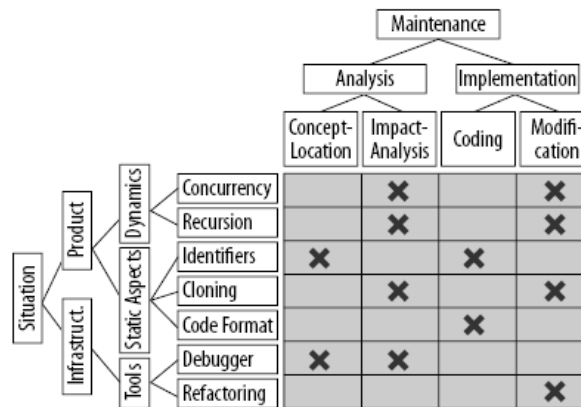 Maintenance
Analysis
Implementation
Concept-
Location
Impact-
Analysis
Coding
Modifi-
cation
Situation
Product
Infrastruct.
Dynamics
Static Aspects
Tools
Concurrency
Recursion
Identifiers
Cloning
Code Format
Debugger
Refactoring